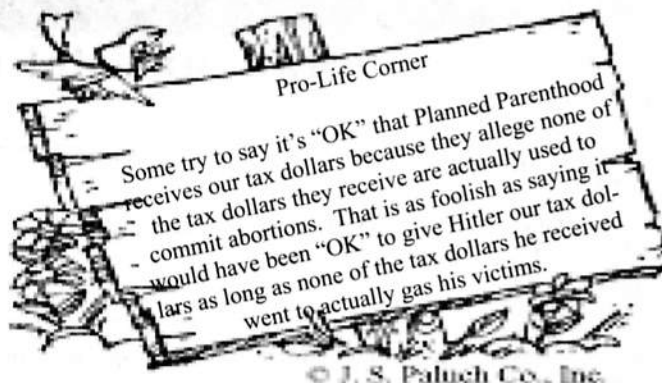 Pro-Life Corner
Some try to say it's “OK” that Planned Parenthood
receives our tax dollars because they allege none of
the tax dollars they receive are actually used to
commit abortions. That is as foolish as saying it
would have been “OK” to give Hitler our tax dol-
lars as long as none of the tax dollars he received
went to actually gas his victims.
© J. S. Paluch Co., Inc.